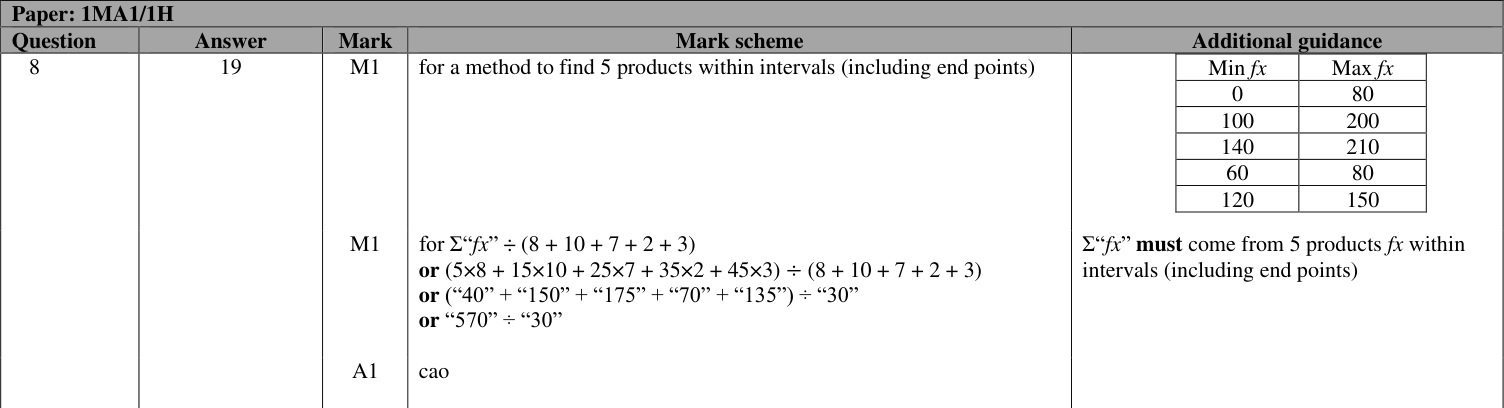 Paper: 1MA1/1H
Question Answer Mark Mark scheme Additional guidance
8 19 M1 for a method to find 5 products within intervals (including end points) Min fx Max fx
0 80
100 200
140 210
60 80
120 150
M1 for Σ“fx” ÷ (8 + 10 + 7 + 2 + 3) Σ“fx” must come from 5 products fx within
or (5×8 + 15×10 + 25×7 + 35×2 + 45×3) ÷ (8 + 10 + 7 + 2 + 3) intervals (including end points)
or (“40” + “150” + “175” + “70” + “135”) ÷ “30”
or “570” ÷ “30”
A1 cao